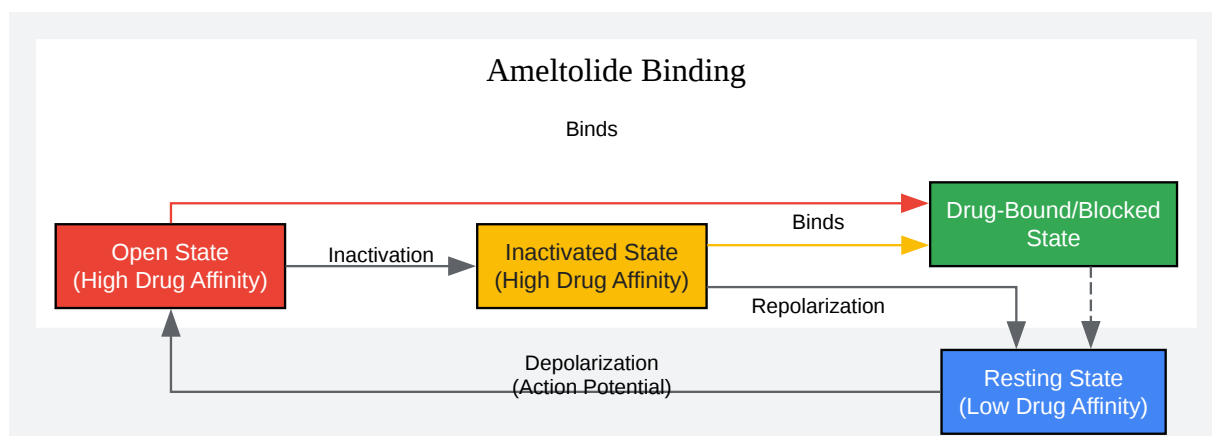 Ameltolide Binding
Binds
Drug-Bound/Blocked
State
Binds
Open State
(High Drug Affinity)
Inactivation
Inactivated State
(High Drug Affinity)
Repolarization
Depolarization
(Action Potential)
Resting State
(Low Drug Affinity)